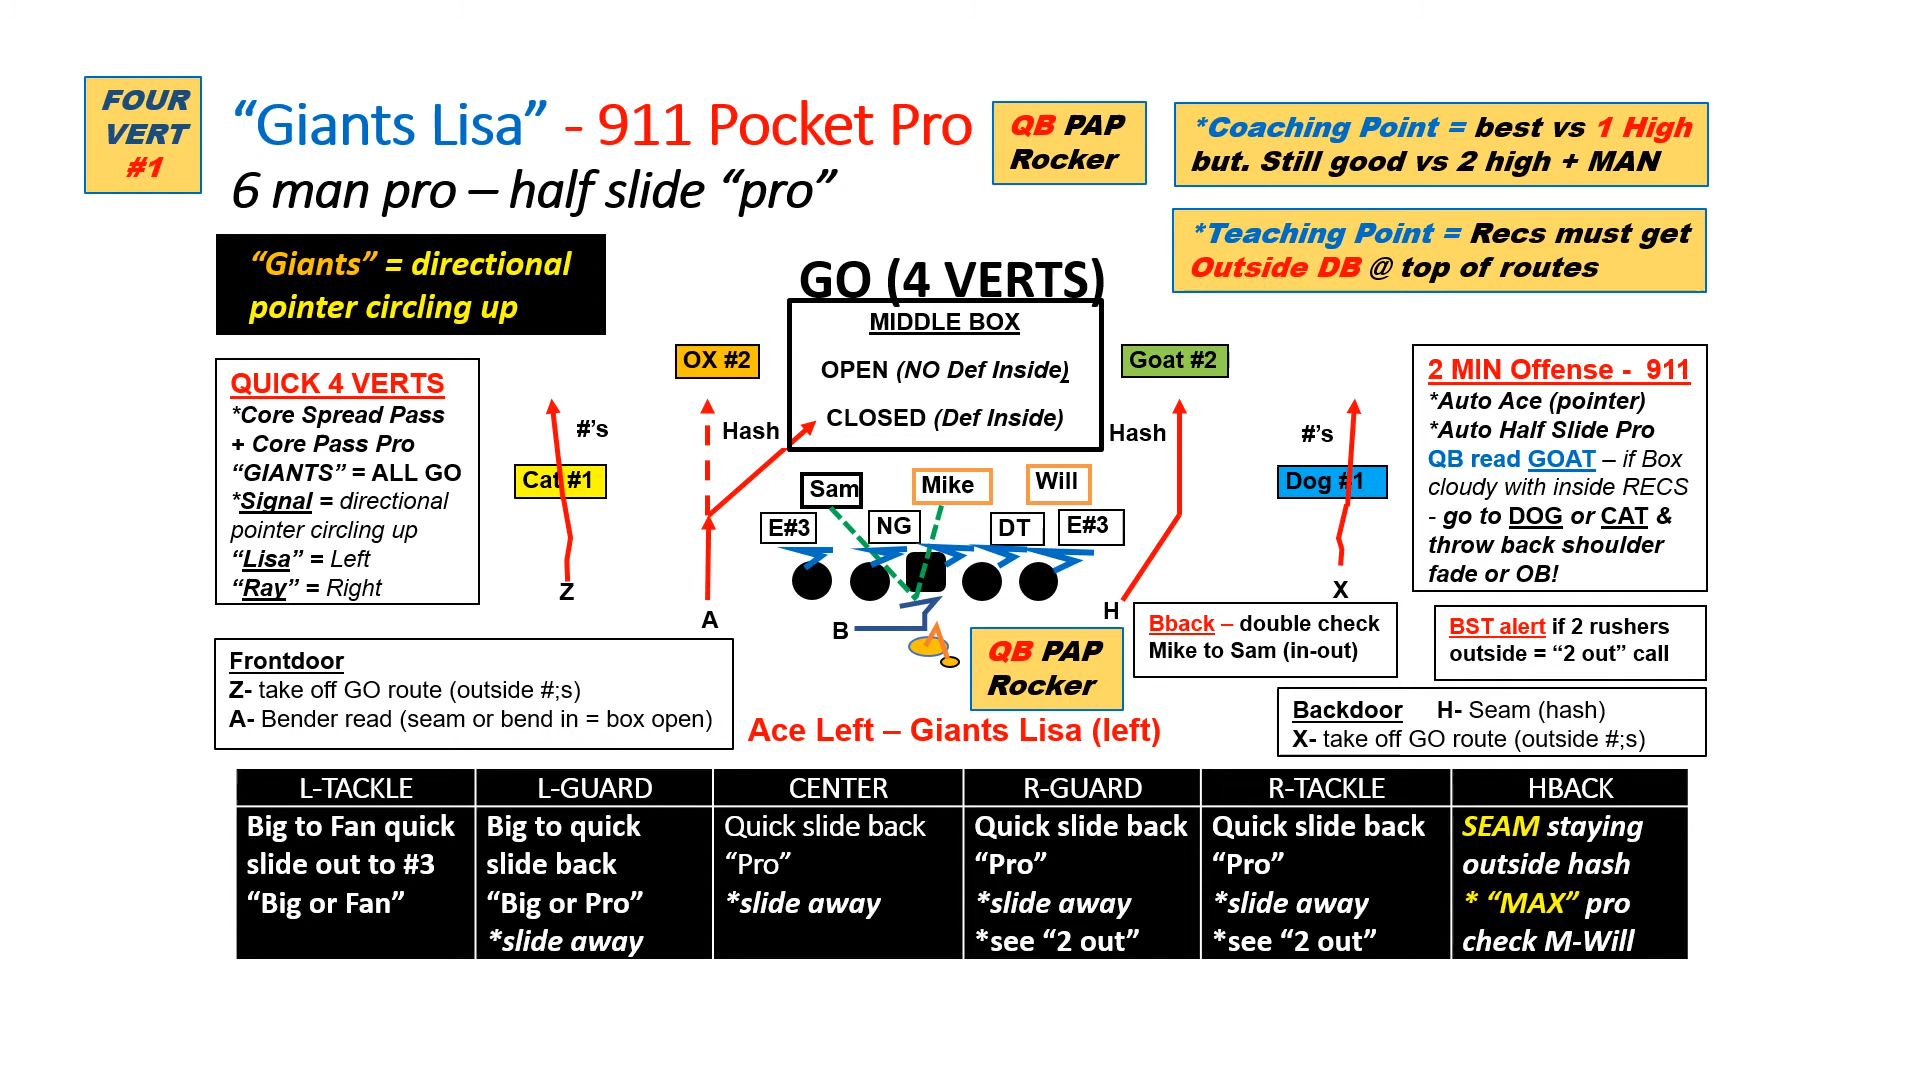 FOUR
VERT
#1
“Giants Lisa” - 911 Pocket Pro
6 man pro – half slide “pro”
QB PAP
Rocker
*Coaching Point = best vs 1 High
but. Still good vs 2 high + MAN
*Teaching Point = Recs must get
Outside DB @ top of routes
“Giants” = directional
pointer circling up
GO (4 VERTS)
MIDDLE BOX
OPEN (NO Def Inside)
CLOSED (Def Inside)
OX #2
Goat #2
QUICK 4 VERTS
*Core Spread Pass
+ Core Pass Pro
“GIANTS” = ALL GO
*Signal = directional
pointer circling up
“Lisa” = Left
“Ray” = Right
#’s
Hash
Hash
#’s
Cat #1
Dog #1
2 MIN Offense - 911
*Auto Ace (pointer)
*Auto Half Slide Pro
QB read GOAT – if Box
cloudy with inside RECS
- go to DOG or CAT &
throw back shoulder
fade or OB!
Sam
Mike
Will
E#3
NG
DT
E#3
Z
A
B
H
X
QB PAP
Rocker
Bback – double check
Mike to Sam (in-out)
BST alert if 2 rushers
outside = “2 out” call
Frontdoor
Z- take off GO route (outside #;s)
A- Bender read (seam or bend in = box open)
Ace Left – Giants Lisa (left)
Backdoor H- Seam (hash)
X- take off GO route (outside #;s)
L-TACKLE
L-GUARD
CENTER
R-GUARD
R-TACKLE
HBACK
Big to Fan quick
slide out to #3
“Big or Fan”
Big to quick
slide back
“Big or Pro”
*slide away
Quick slide back
“Pro”
*slide away
Quick slide back
“Pro”
*slide away
*see “2 out”
Quick slide back
“Pro”
*slide away
*see “2 out”
SEAM staying
outside hash
* “MAX” pro
check M-Will